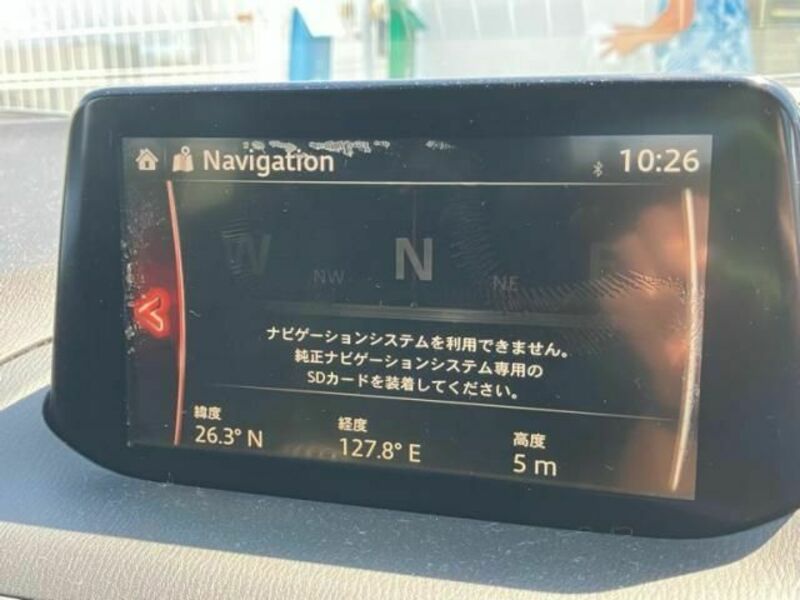 Navigation
10:26
W NW N NE E
ナビゲーションシステムを利用できません。
純正ナビゲーションシステム専用の
SDカードを装着してください。
緯度 経度 高度
26.3° N 127.8° E 5 m